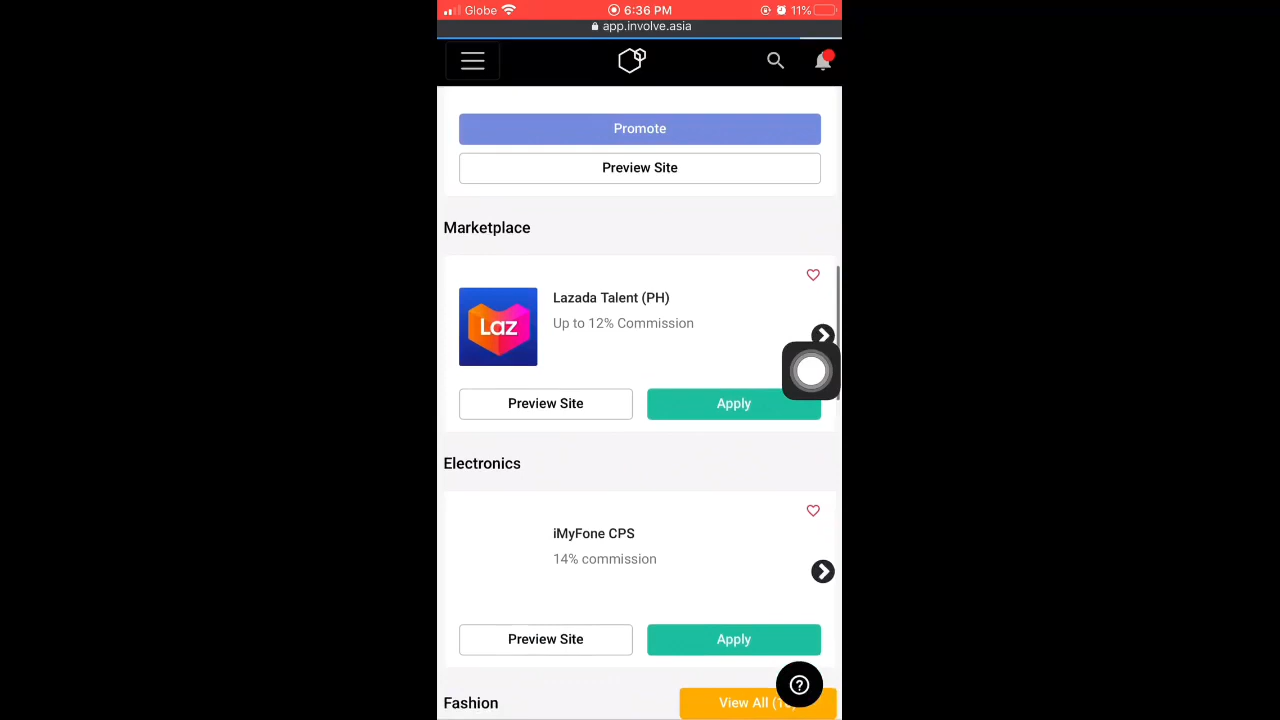 Globe 6:36 PM 11%
app.involve.asia
Promote
Preview Site
Marketplace
Lazada Talent (PH)
Up to 12% Commission
Laz
Preview Site Apply
Electronics
iMyFone CPS
14% commission
Preview Site Apply
Fashion View All